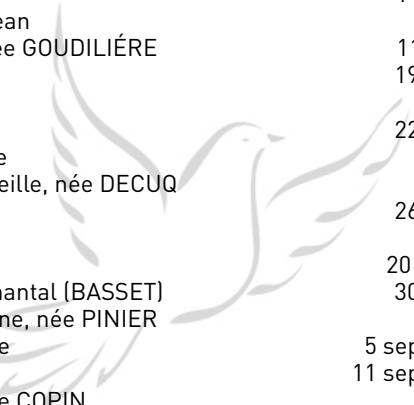 ée GOUDILIÉRE 11
19
22
eille, née DECUQ
26
20
hantal (BASSET) 30
ne, née PINIER
5 sep
11 sep
e COPIN